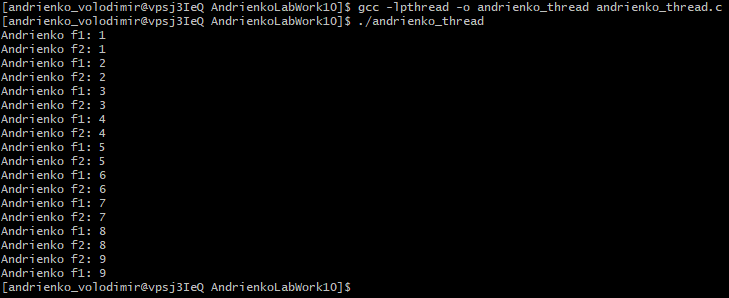 [andrienko_volodimir@vpsj3IeQ AndrienkoLabWork10]$ gcc -lpthread -o andrienko_thread andrienko_thread.c
[andrienko_volodimir@vpsj3IeQ AndrienkoLabWork10]$ ./andrienko_thread
Andrienko f1: 1
Andrienko f2: 1
Andrienko f1: 2
Andrienko f2: 2
Andrienko f1: 3
Andrienko f2: 3
Andrienko f1: 4
Andrienko f2: 4
Andrienko f1: 5
Andrienko f2: 5
Andrienko f1: 6
Andrienko f2: 6
Andrienko f1: 7
Andrienko f2: 7
Andrienko f1: 8
Andrienko f2: 8
Andrienko f2: 9
Andrienko f1: 9
[andrienko_volodimir@vpsj3IeQ AndrienkoLabWork10]$